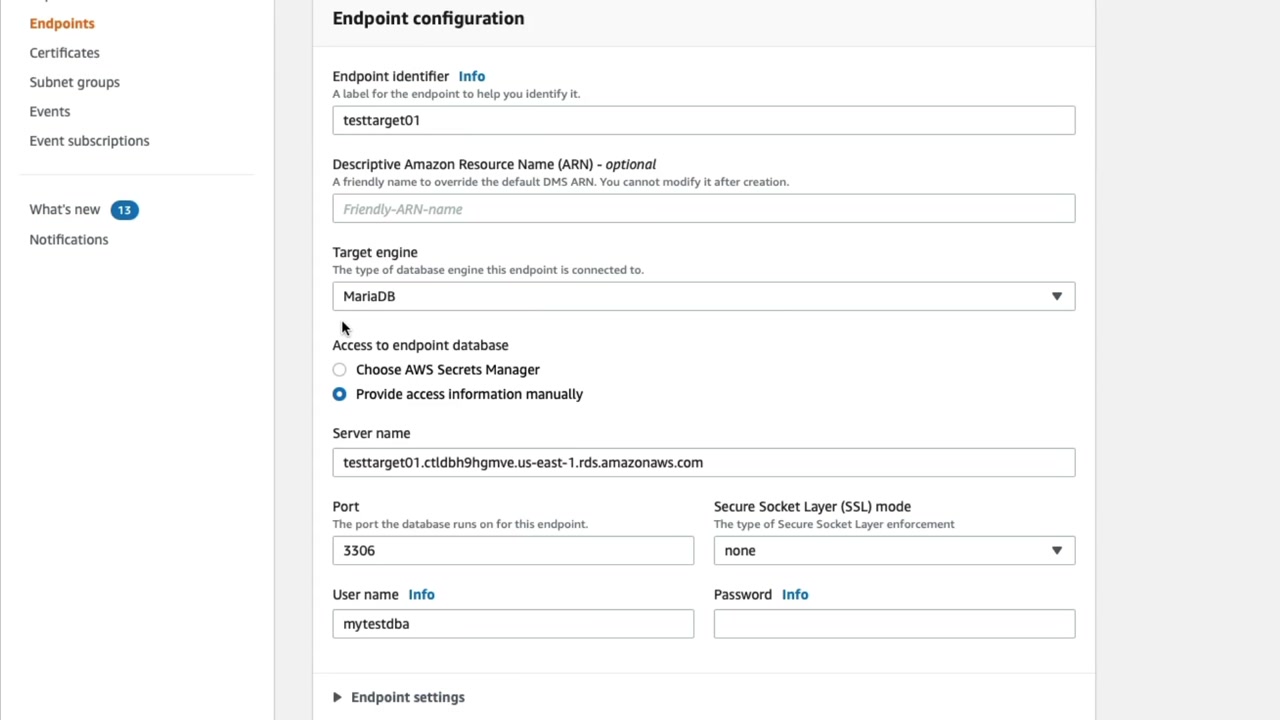 Endpoints
Certificates
Subnet groups
Events
Event subscriptions
What's new 13
Notifications
Endpoint configuration
Endpoint identifier Info
A label for the endpoint to help you identify it.
testtarget01
Descriptive Amazon Resource Name (ARN) - optional
A friendly name to override the default DMS ARN. You cannot modify it after creation.
Friendly-ARN-name
Target engine
The type of database engine this endpoint is connected to.
MariaDB
Access to endpoint database
Choose AWS Secrets Manager
Provide access information manually
Server name
testtarget01.ctldbh9hgmve.us-east-1.rds.amazonaws.com
Port
The port the database runs on for this endpoint.
3306
Secure Socket Layer (SSL) mode
The type of Secure Socket Layer enforcement
none
User name Info
mytestdba
Password Info
Endpoint settings